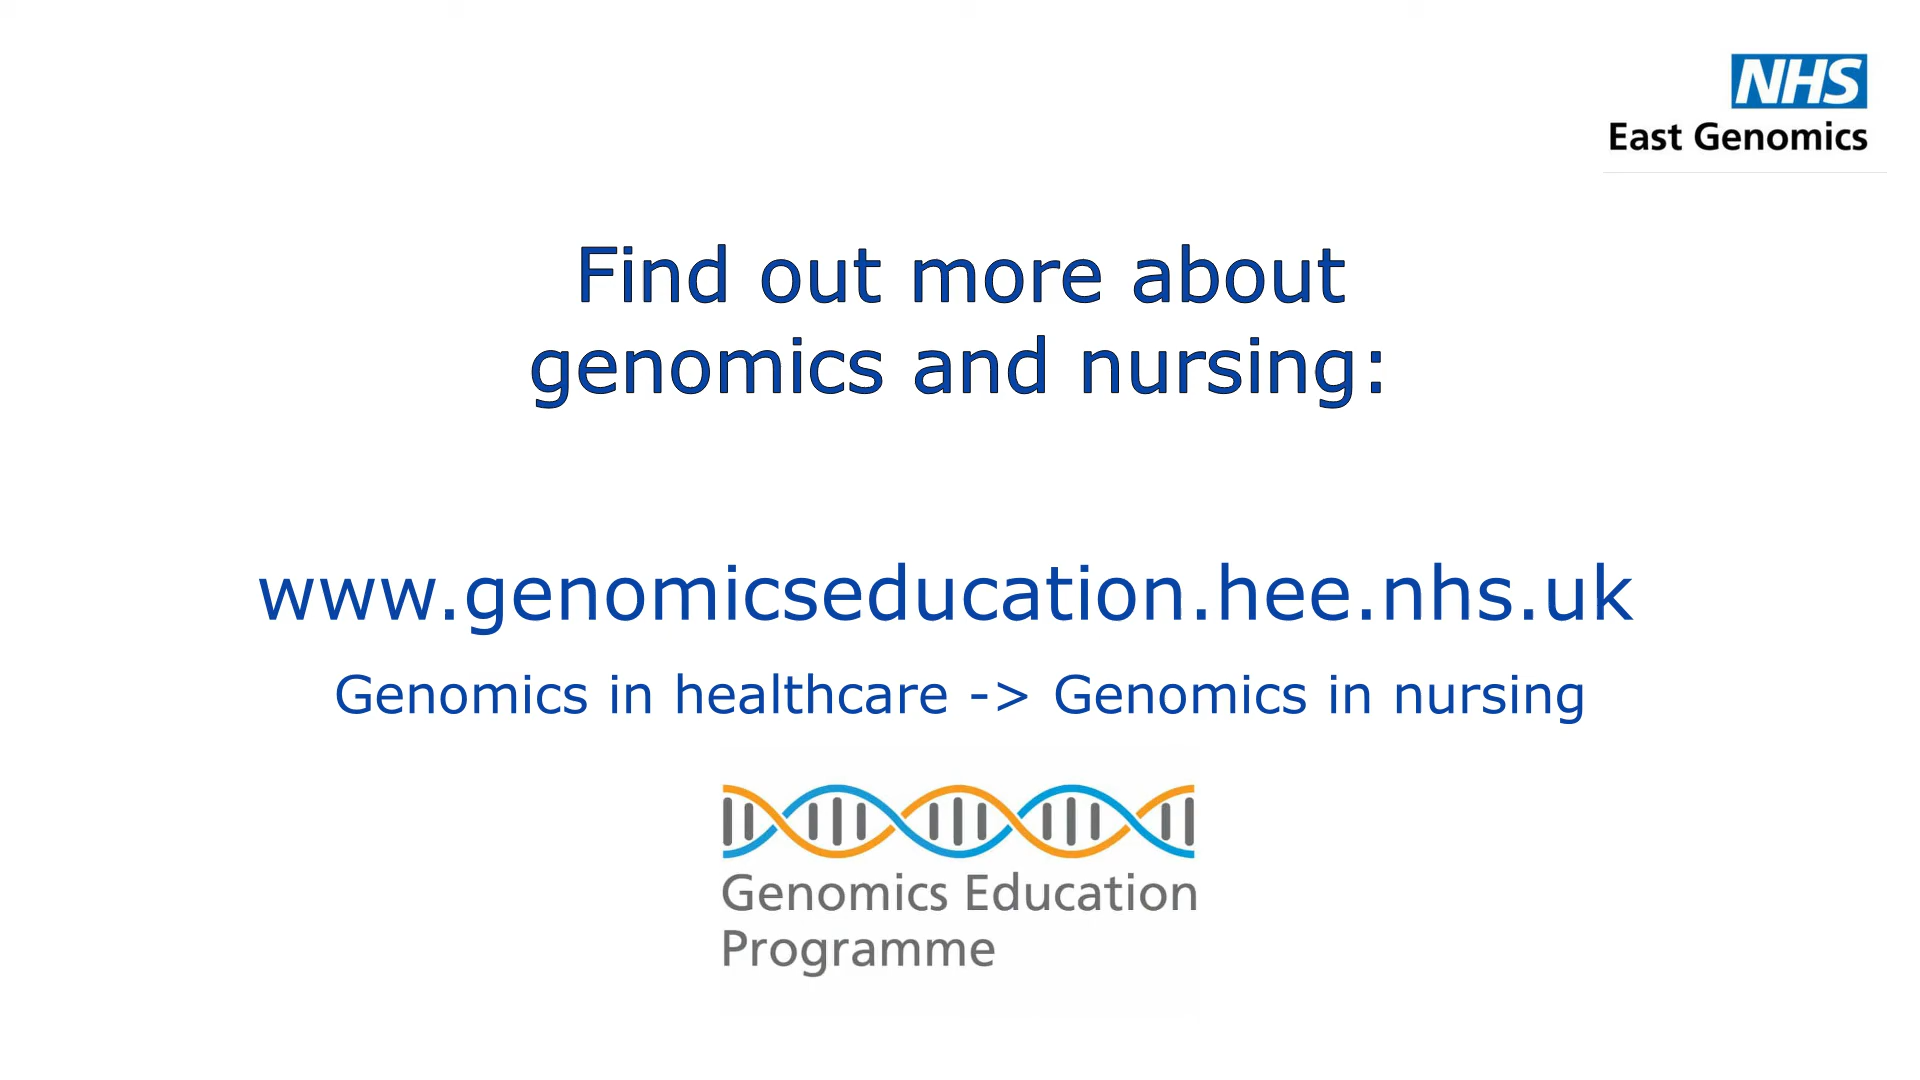 NHS
East Genomics
Find out more about
genomics and nursing:
www.genomicseducation.hee.nhs.uk
Genomics in healthcare -> Genomics in nursing
Genomics Education
Programme